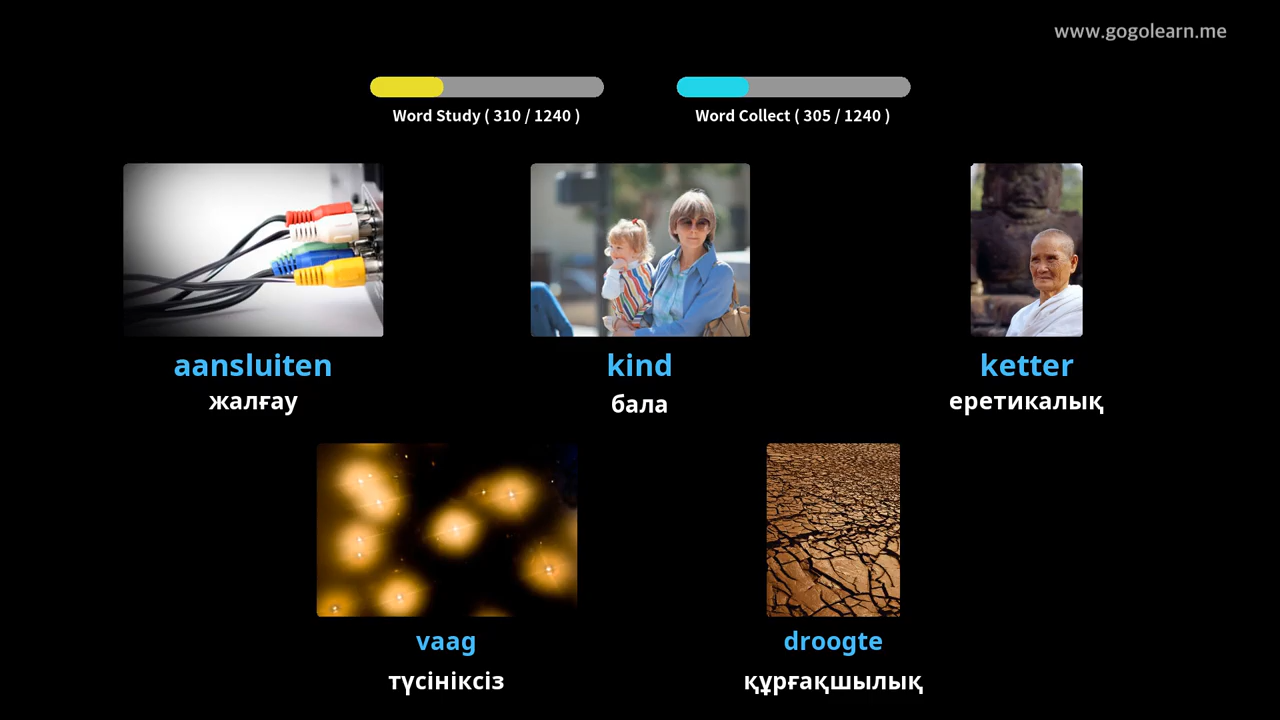 www.gogolearn.me
Word Study ( 310 / 1240 )
Word Collect ( 305 / 1240 )
aansluiten
жалғау
kind
бала
ketter
еретикалық
vaag
түсініксіз
droogte
құрғақшылық